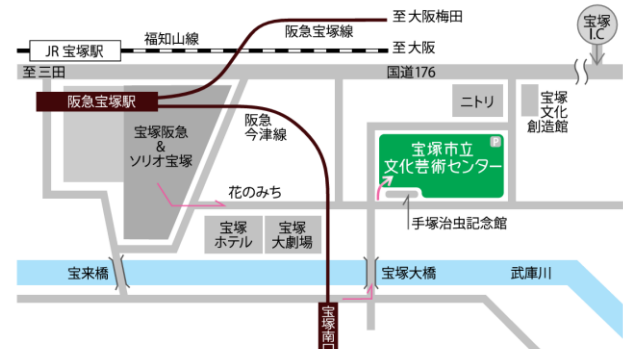 至大阪梅田
阪急宝塚線
宝塚
I.C
福知山線
JR 宝塚駅
至大阪
至三田
国道176
阪急宝塚駅
ニトリ
宝塚
文化
創造館
阪急
今津線
宝塚阪急
&
ソリオ宝塚
P
宝塚市立
文化芸術センター
花のみち
手塚治虫記念館
宝塚
ホテル
宝塚
大劇場
宝来橋
宝塚大橋
武庫川
宝塚南口